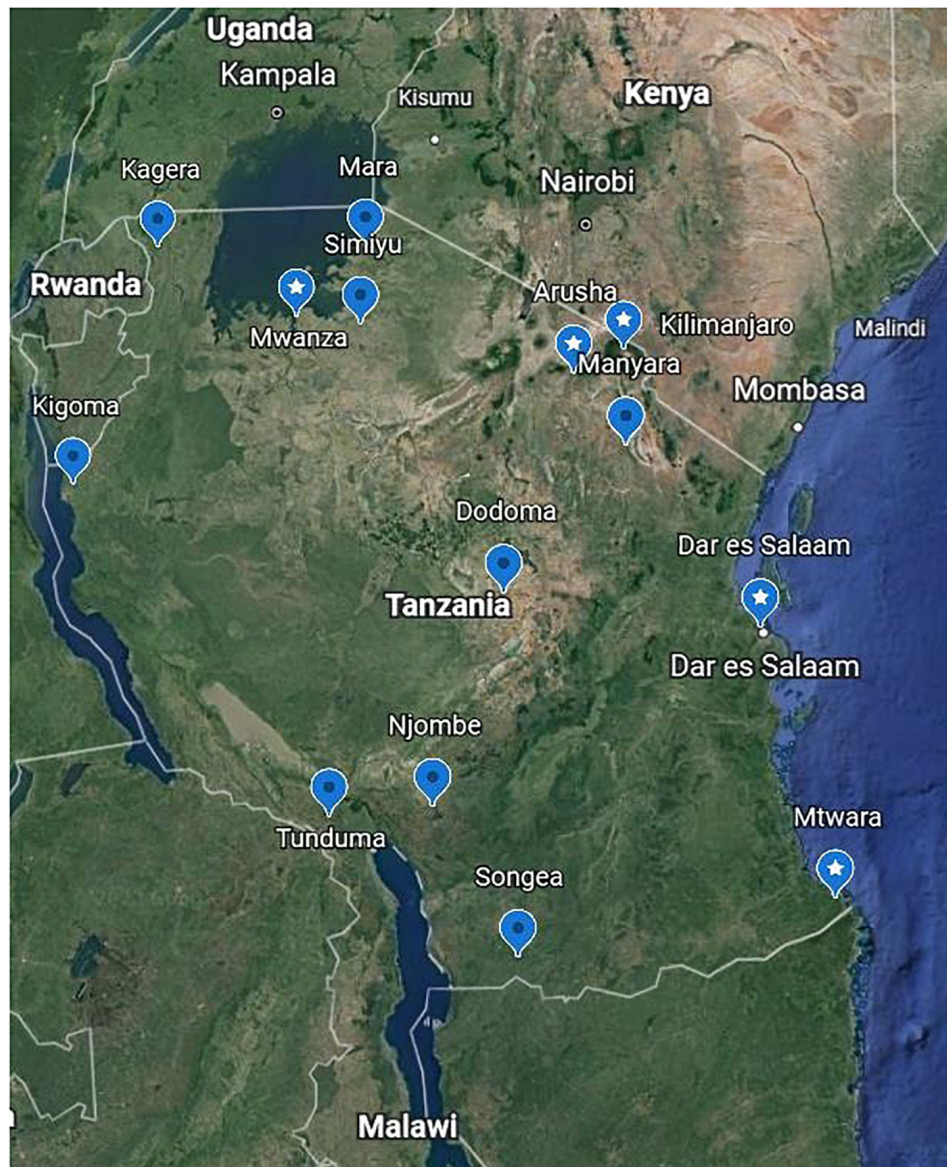 Uganda
Kampala
Kisumu
Kenya
Kagera
Mara
Nairobi
Simiyu
Rwanda
Arusha
Mwanza
Kilimanjaro
Malindi
Manyara
Mombasa
Kigoma
Dodoma
Dar es Salaam
Tanzania
Dar es Salaam
Njombe
Mtwara
Tunduma
Songea
Malawi